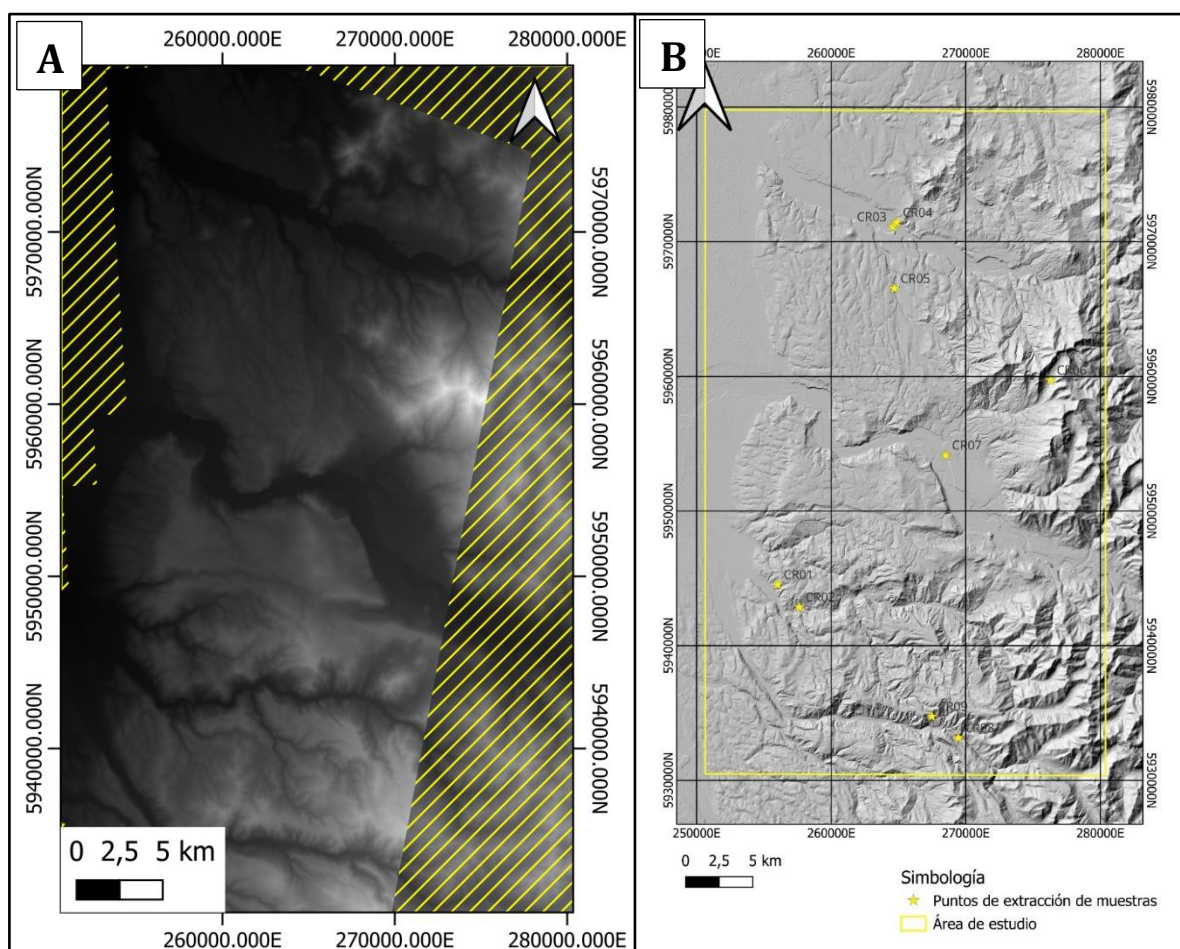 A
260000.000E 270000.000E 280000.000E
5970000.000N
5960000.000N
5950000.000N
5940000.000N
5970000.000N
5960000.000N
5950000.000N
5940000.000N
0 2,5 5 km
260000.000E 270000.000E 280000.000E
B
260000E 270000E 280000E
5980000N
5970000N
5960000N
5950000N
5940000N
5930000N
CR03 CR04
CR05
CR06
CR07
CR01
CR02
CR09
5980000N
5970000N
5960000N
5950000N
5940000N
5930000N
250000E 260000E 270000E 280000E
0 2,5 5 km
Simbología
Puntos de extracción de muestras
Área de estudio